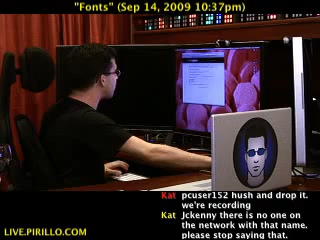 "Fonts" (Sep 14, 2009 10:37pm)
Kat pcuser152 hush and drop it.
we're recording
Kat Jckenny there is no one on
the network with that name.
please stop saying that.
LIVE.PIRILLO.COM